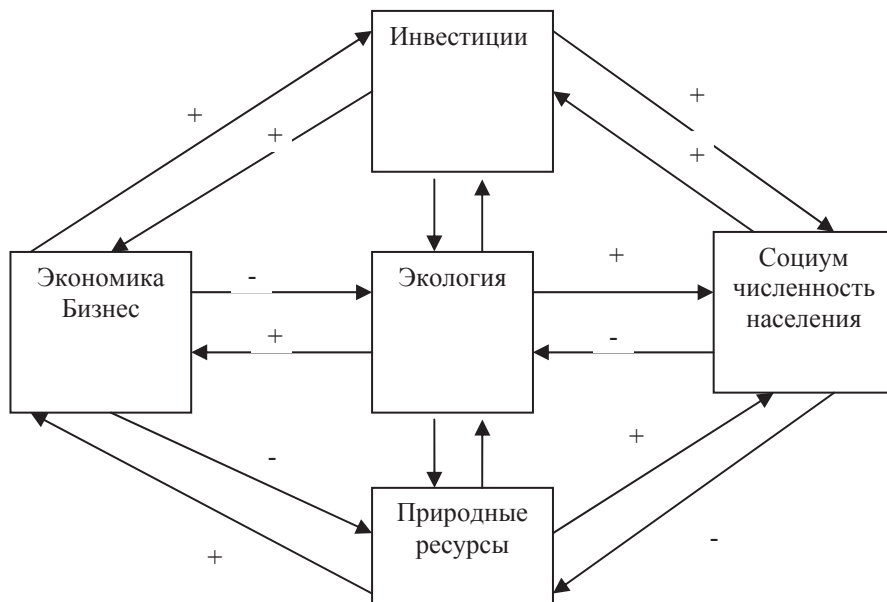 Инвестиции
+
+
+
+
Экономика
Бизнес
-
+
Экология
+
-
Социум
численность
населения
-
+
Природные
ресурсы
+
-